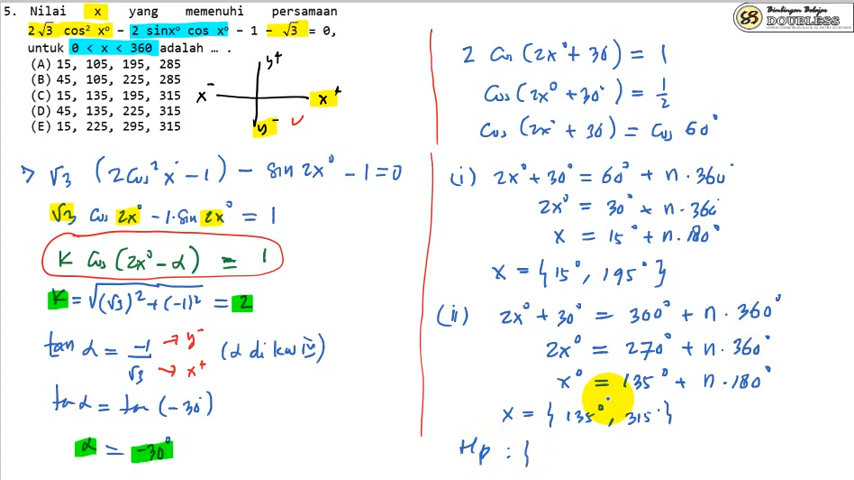 5. Nilai x yang memenuhi persamaan
2√3 cos² x° − 2 sinx° cos x° − 1 − √3 = 0,
untuk 0 < x < 360 adalah … .
(A) 15, 105, 195, 285
(B) 45, 105, 225, 285
(C) 15, 135, 195, 315
(D) 45, 135, 225, 315
(E) 15, 225, 295, 315
y⁺
x⁻ x⁺
y⁻
√3 (2cos² x° −1) − sin 2x° −1 = 0
√3 cos 2x° − 1·sin 2x° = 1
K cos (2x° − α) = 1
K = √(√3)² + (−1)² = 2
tan α = −1/√3 → y⁻ → x⁺ (α di kw IV)
tan α = tan (−30°)
α = −30°
Bimbingan Belajar
DOUBLESS
2 cos (2x° + 30°) = 1
cos (2x° + 30°) = 1/2
cos (2x° + 30) = cos 60°
(i) 2x° + 30° = 60° + n·360°
2x° = 30° + n·360°
x = 15° + n·180°
x = {15°, 195°}
(ii) 2x° + 30° = 300° + n·360°
2x° = 270° + n·360°
x° = 135° + n·180°
x = {135°, 315°}
Hp : {